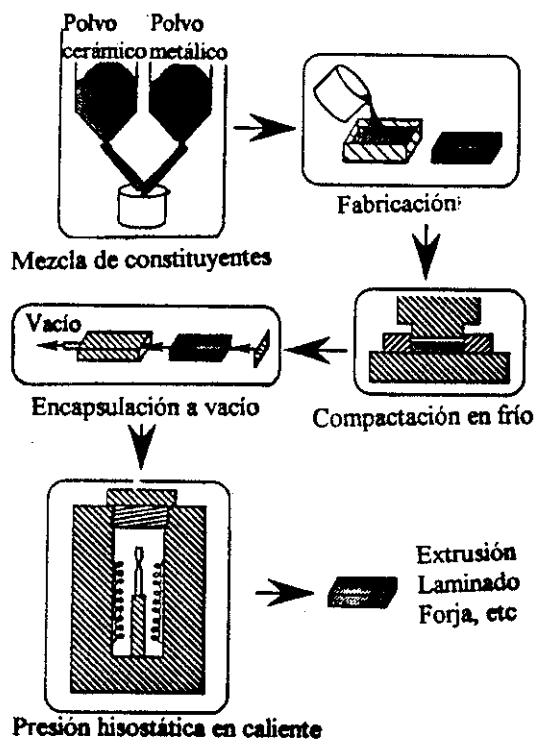 Polvo cerámico
Polvo metálico
Mezcla de constituyentes
Fabricación
Compactación en frío
Vacío
Encapsulación a vacío
Presión hisostática en caliente
Extrusión
Laminado
Forja, etc